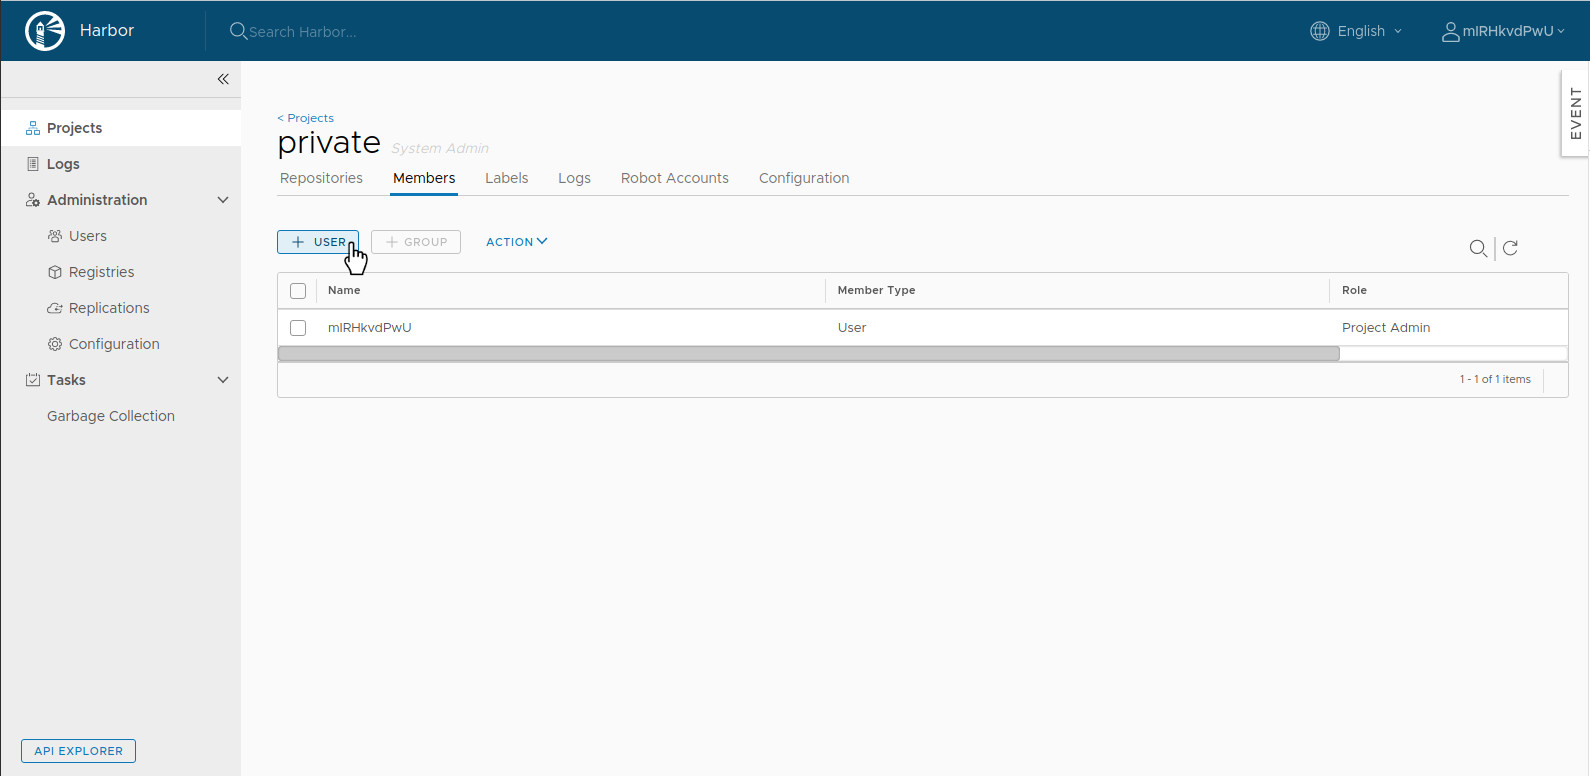 Harbor
Search Harbor...
English
mIRHkvdPwU
EVENT
Projects
Logs
Administration
Users
Registries
Replications
Configuration
Tasks
Garbage Collection
API EXPLORER
< Projects
private System Admin
Repositories Members Labels Logs Robot Accounts Configuration
+ USER + GROUP ACTION
Name Member Type Role
mIRHkvdPwU User Project Admin
1 - 1 of 1 items